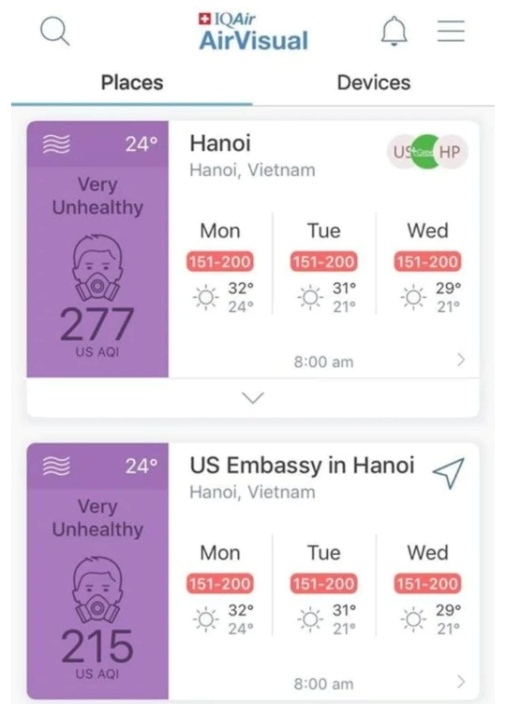 IQAir
AirVisual
Places
Devices
24°
Very
Unhealthy
277
US AQI
Hanoi
Hanoi, Vietnam
US
HP
Mon
Tue
Wed
151-200
151-200
151-200
32°
24°
31°
21°
29°
21°
8:00 am
24°
Very
Unhealthy
215
US AQI
US Embassy in Hanoi
Hanoi, Vietnam
Mon
Tue
Wed
151-200
151-200
151-200
32°
24°
31°
21°
29°
21°
8:00 am